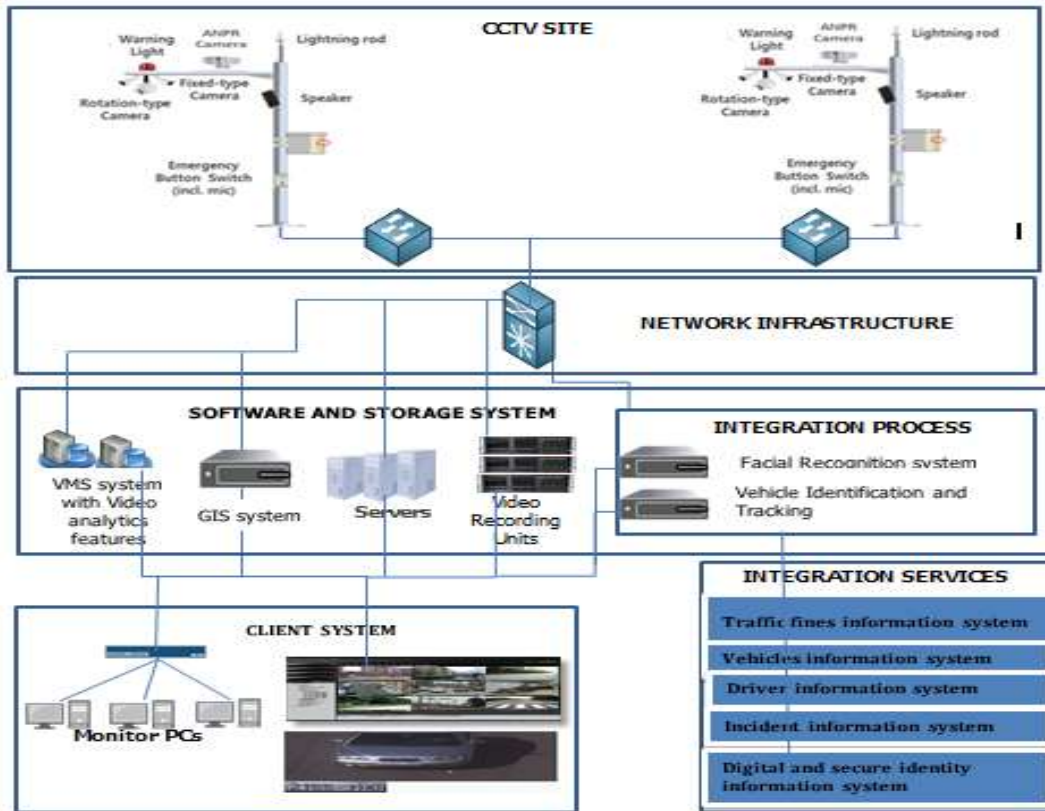 CCTV SITE
Warning
Light
ANPR
Camera
Lightning rod
Rotation-type
Camera
Fixed-type
Camera
Speaker
Emergency
Button Switch
(incl. mic)
Warning
Light
ANPR
Camera
Lightning rod
Rotation-type
Camera
Fixed-type
Camera
Speaker
Emergency
Button Switch
(incl. mic)
NETWORK INFRASTRUCTURE
SOFTWARE AND STORAGE SYSTEM
VMS system
with Video
analytics
features
GIS system
Servers
Video
Recording
Units
INTEGRATION PROCESS
Facial Recognition system
Vehicle Identification and
Tracking
CLIENT SYSTEM
Monitor PCs
INTEGRATION SERVICES
Traffic fines information system
Vehicles information system
Driver information system
Incident information system
Digital and secure identity
information system